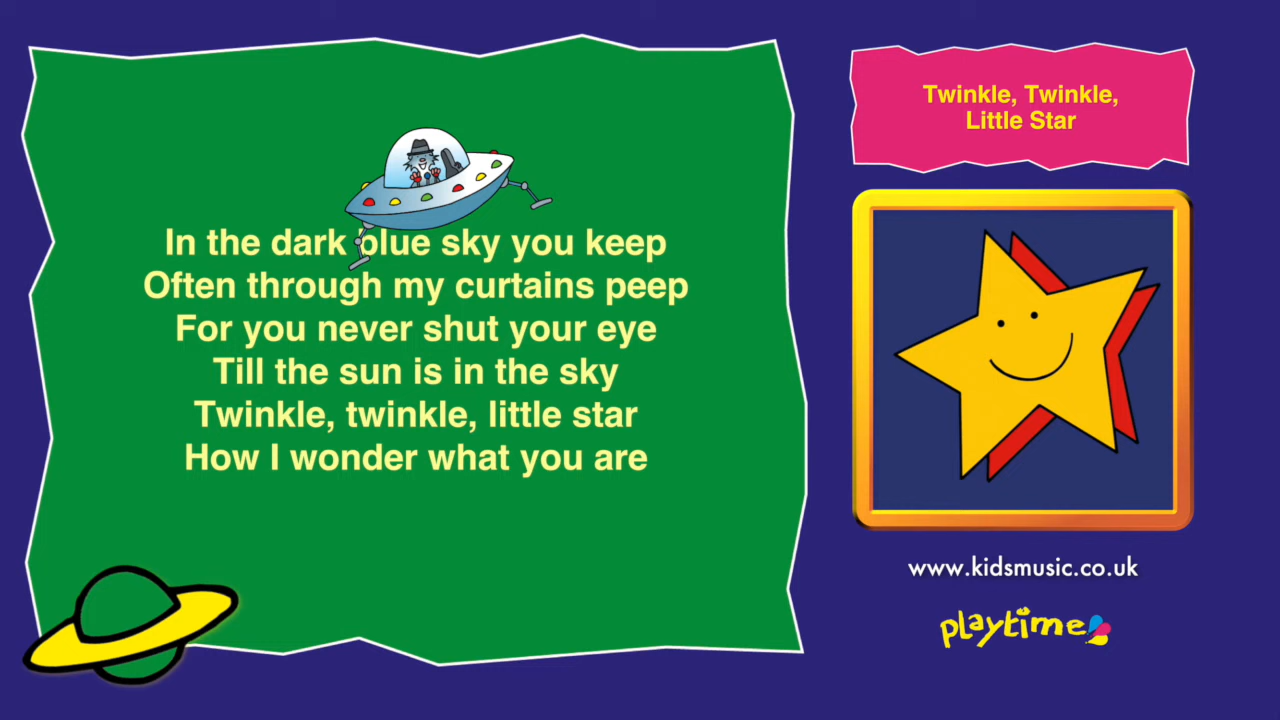 In the dark blue sky you keep
Often through my curtains peep
For you never shut your eye
Till the sun is in the sky
Twinkle, twinkle, little star
How I wonder what you are
Twinkle, Twinkle,
Little Star
www.kidsmusic.co.uk
playtime